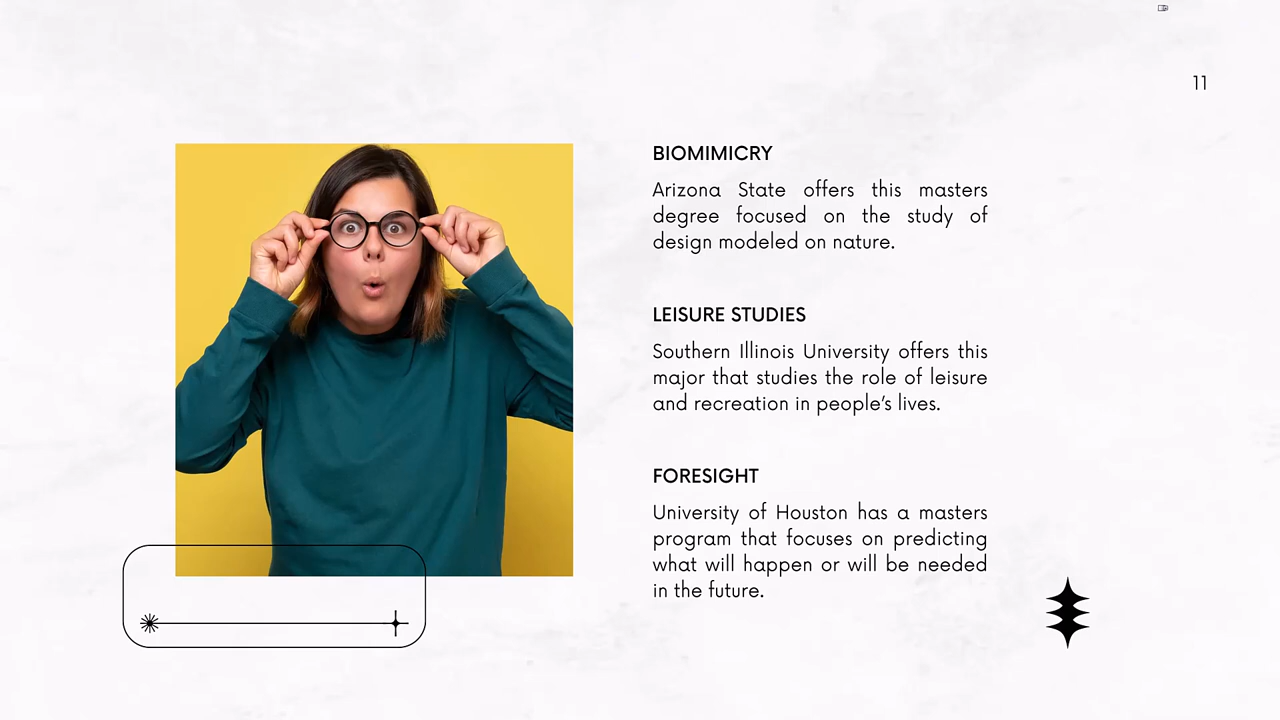 11
BIOMIMICRY
Arizona State offers this masters
degree focused on the study of
design modeled on nature.
LEISURE STUDIES
Southern Illinois University offers this
major that studies the role of leisure
and recreation in people's lives.
FORESIGHT
University of Houston has a masters
program that focuses on predicting
what will happen or will be needed
in the future.